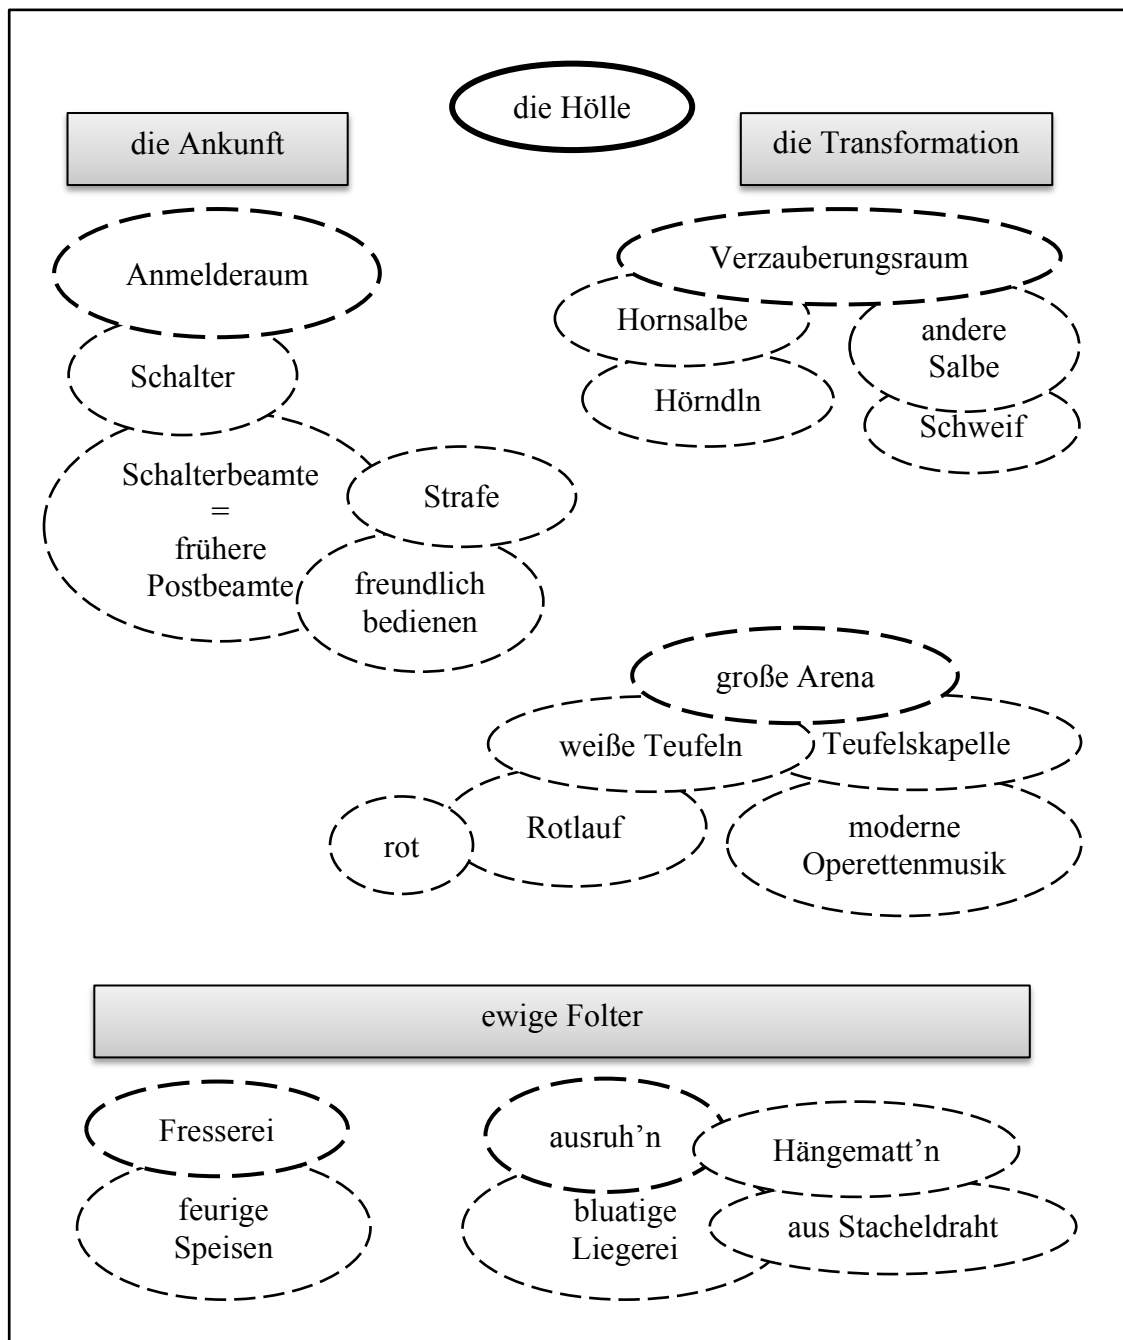 die Hölle
die Ankunft
die Transformation
Anmelderaum
Schalter
Schalterbeamte
=
frühere
Postbeamte
Strafe
freundlich
bedienen
Verzauberungsraum
Hornsalbe
Hörndln
andere
Salbe
Schweif
große Arena
weiße Teufeln
Teufelskapelle
rot
Rotlauf
moderne
Operettenmusik
ewige Folter
Fresserei
feurige
Speisen
ausruh’n
bluatige
Liegerei
Hängematt’n
aus Stacheldraht